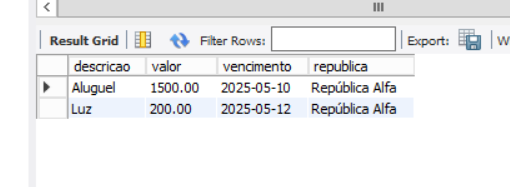 Result Grid Filter Rows: Export: W
descricao valor vencimento republica
Aluguel 1500.00 2025-05-10 República Alfa
Luz 200.00 2025-05-12 República Alfa